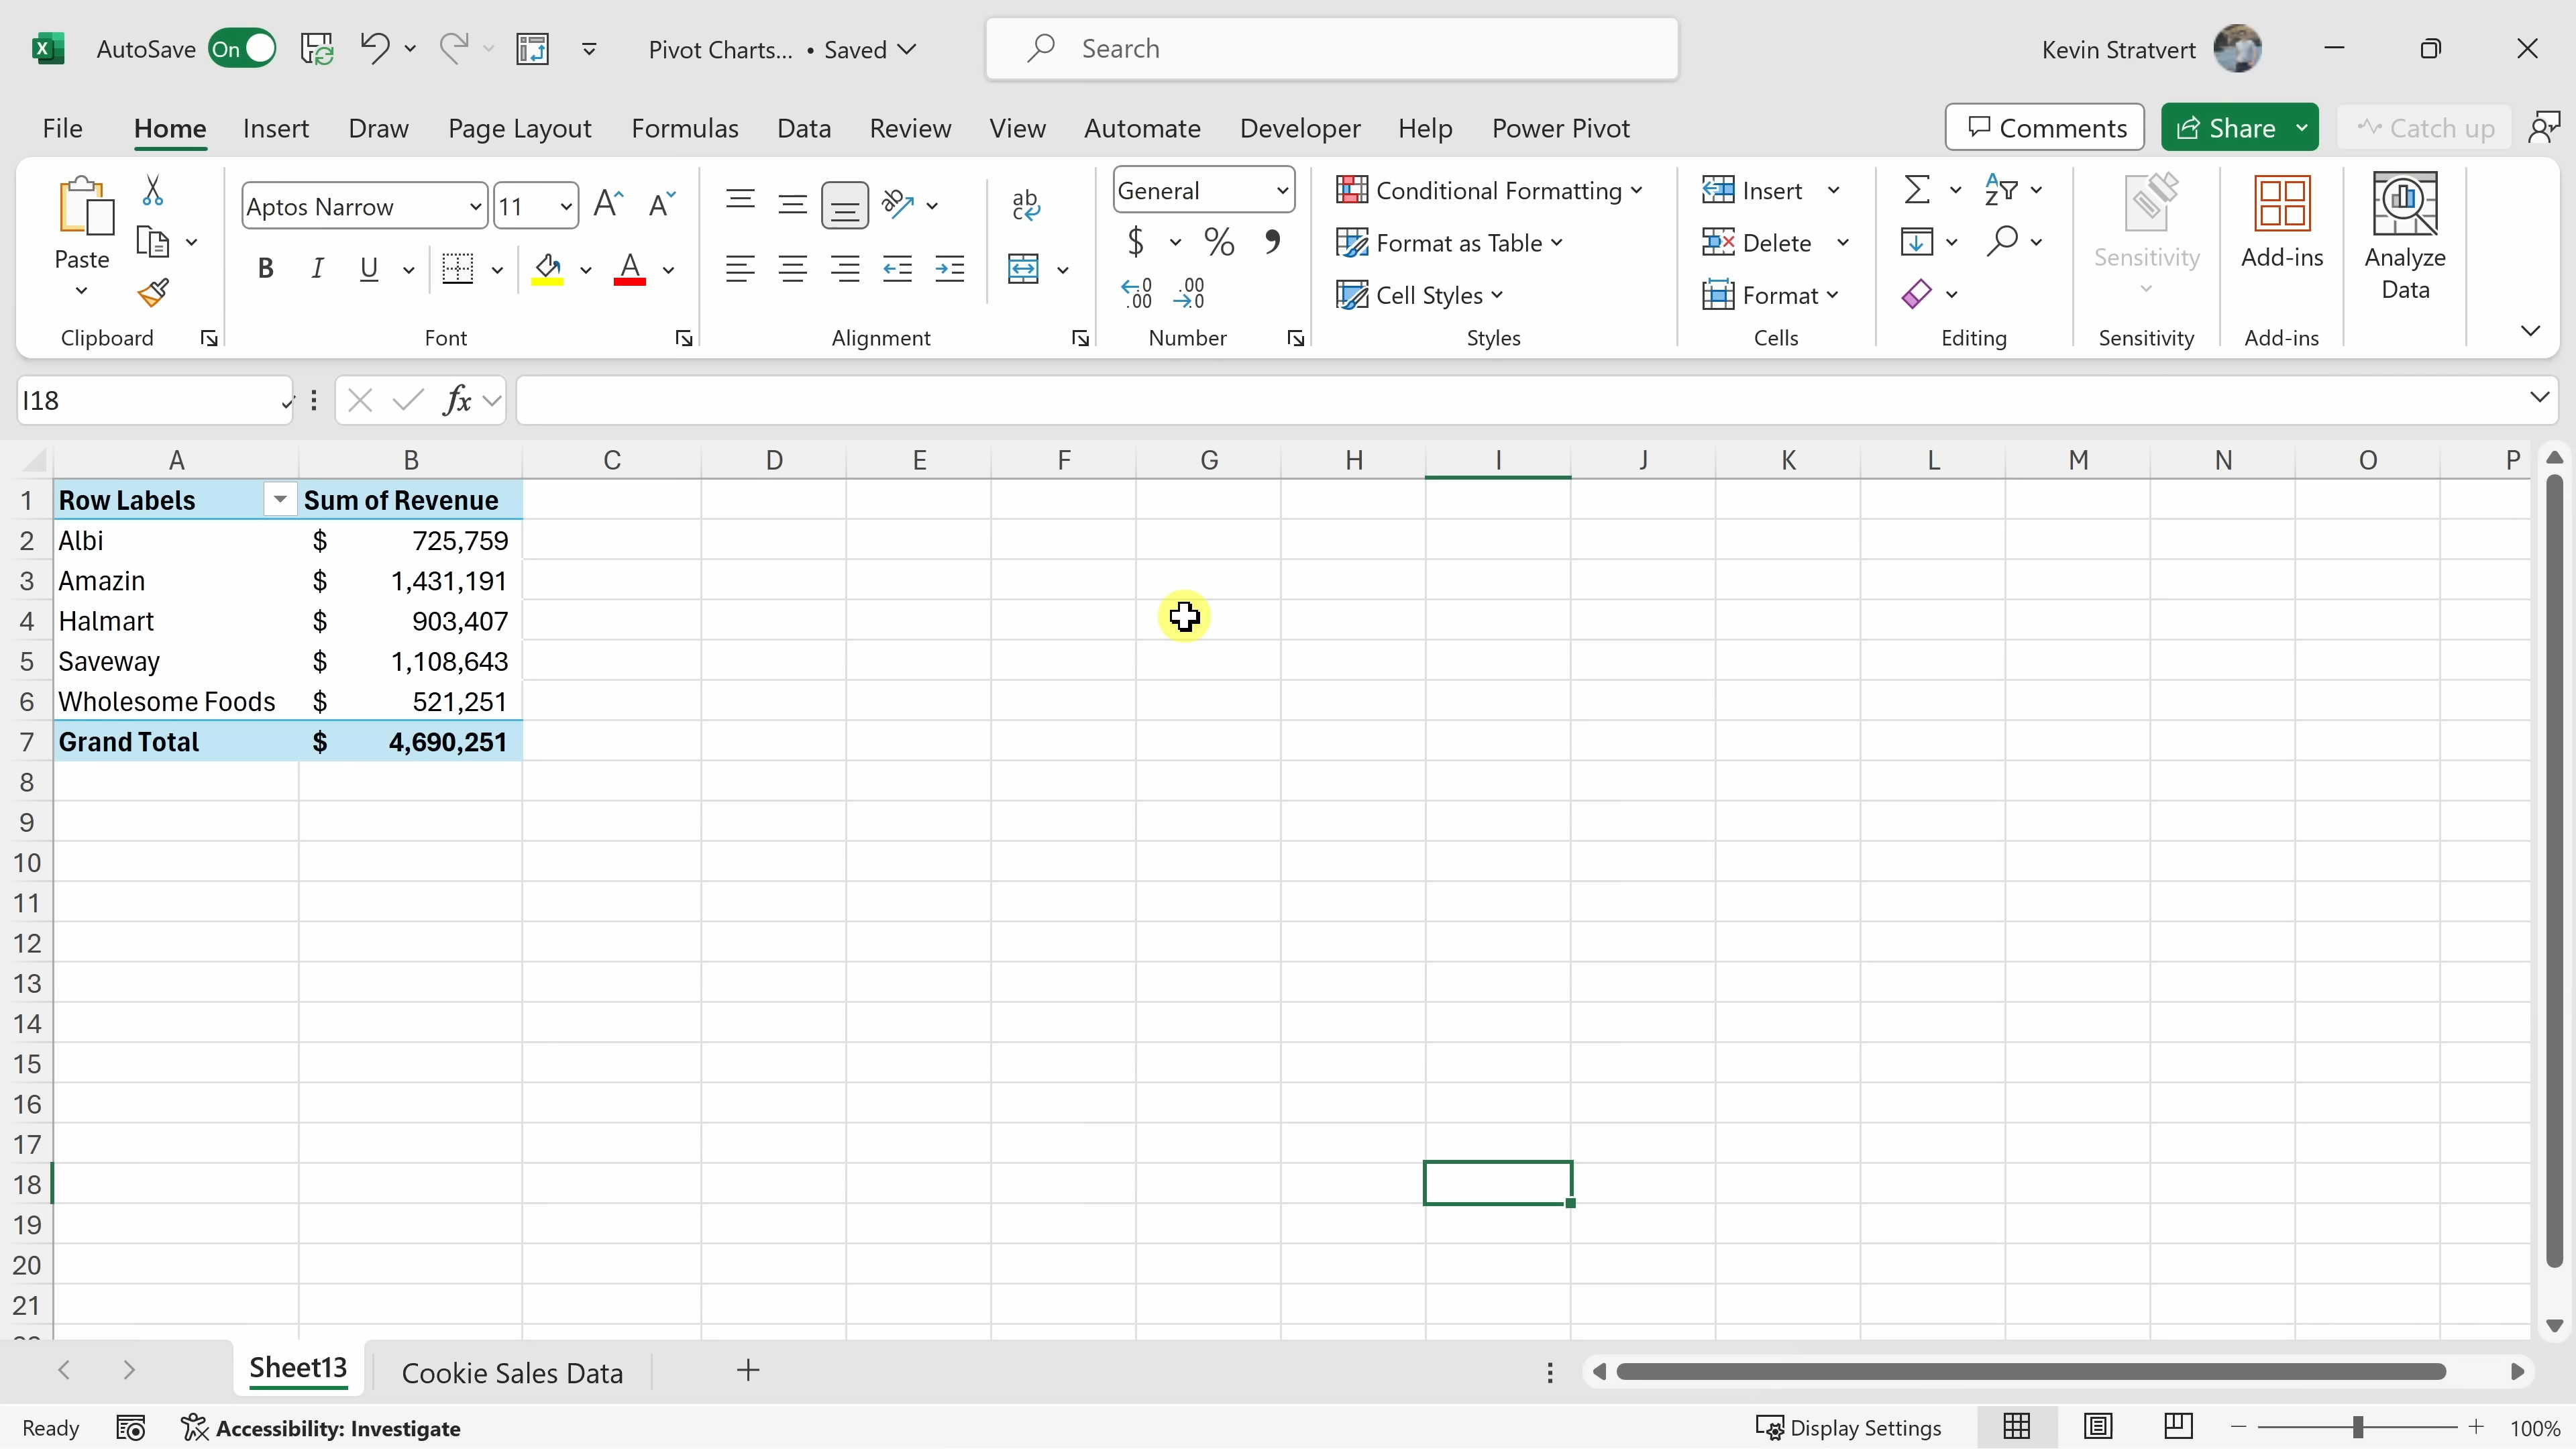 AutoSave On Pivot Charts... • Saved Search Kevin Stratvert
File Home Insert Draw Page Layout Formulas Data Review View Automate Developer Help Power Pivot Comments Share Catch up
Paste
Clipboard
Aptos Narrow 11
B I U A
Font
ab
c
Alignment
General
$ % ,
Number
Conditional Formatting
Format as Table
Cell Styles
Styles
Insert
Delete
Format
Cells
Editing
Sensitivity
Sensitivity
Add-ins
Add-ins
Analyze
Data
I18 fx
A B C D E F G H I J K L M N O P
1 Row Labels Sum of Revenue
2 Albi $ 725,759
3 Amazin $ 1,431,191
4 Halmart $ 903,407
5 Saveway $ 1,108,643
6 Wholesome Foods $ 521,251
7 Grand Total $ 4,690,251
8
9
10
11
12
13
14
15
16
17
18
19
20
21
Sheet13 Cookie Sales Data
Ready Accessibility: Investigate Display Settings 100%